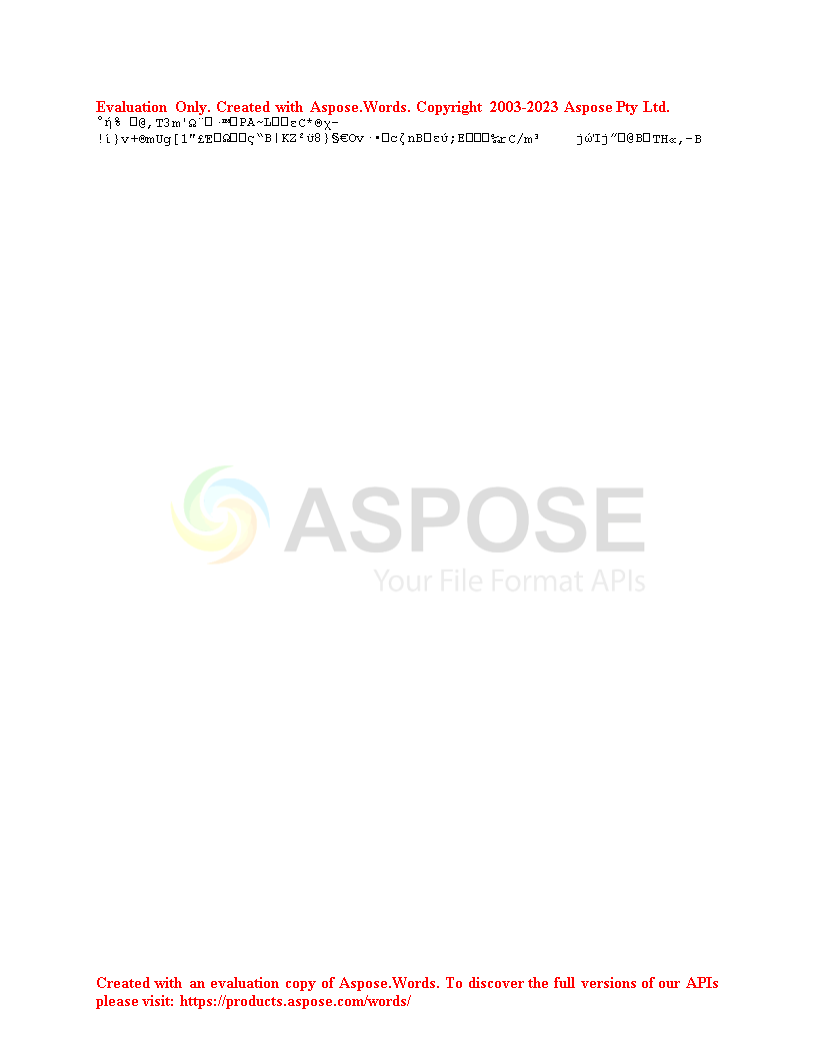 Evaluation Only. Created with Aspose.Words. Copyright 2003-2023 Aspose Pty Ltd.
°ή% □@,T3m'Ω¨□ ·™□PA~L□□εC*®χ–
!ί}v+®mUg[1"£Έ□Ω□□ς“B|KZ²ϋ8}§€Ov·•□cζnB□εύ;E□□□‰rC/m³ jώΊj˝□@B□TH«,–B
ASPOSE
Your File Format APIs
Created with an evaluation copy of Aspose.Words. To discover the full versions of our APIs
please visit: https://products.aspose.com/words/